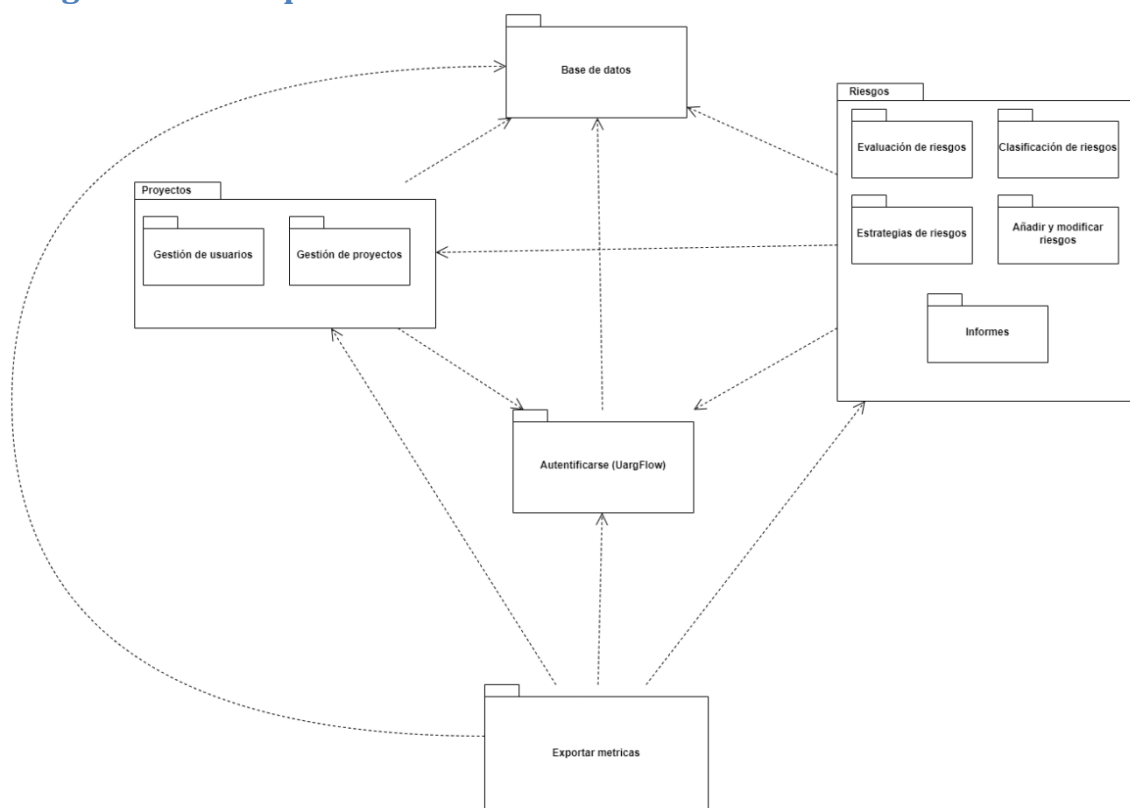 Base de datos
Riesgos
Evaluación de riesgos
Clasificación de riesgos
Proyectos
Estrategias de riesgos
Añadir y modificar
riesgos
Gestión de usuarios
Gestión de proyectos
Informes
Autentificarse (UargFlow)
Exportar metricas